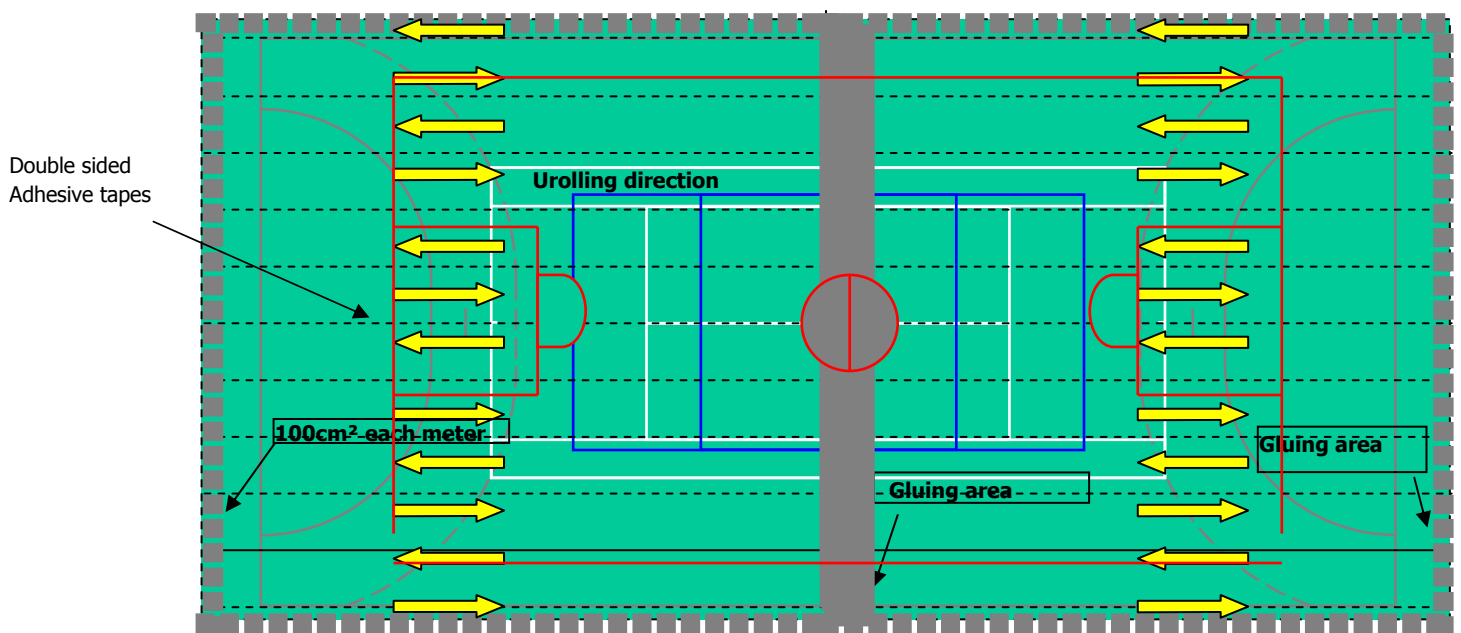 Double sided
Adhesive tapes
Urolling direction
100cm² each meter
Gluing area
Gluing area